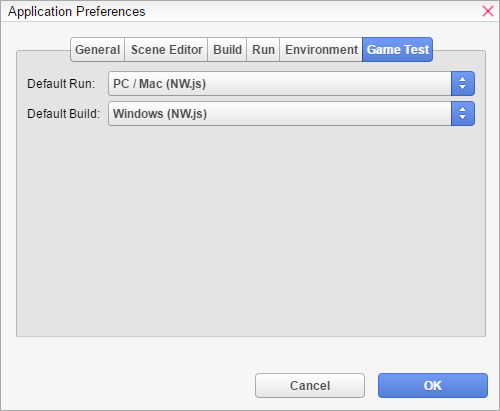 Application Preferences
General Scene Editor Build Run Environment Game Test
Default Run: PC / Mac (NW.js)
Default Build: Windows (NW.js)
Cancel OK